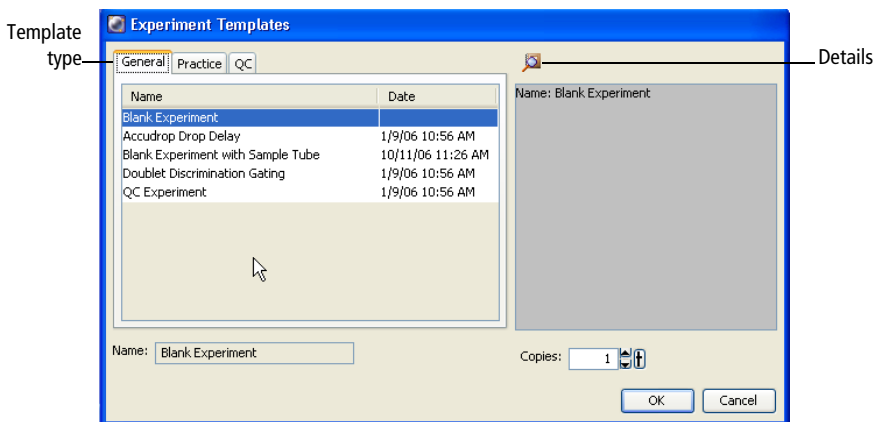 Experiment Templates
Template
type
Details
General Practice QC
Name Date
Blank Experiment
Accudrop Drop Delay 1/9/06 10:56 AM
Blank Experiment with Sample Tube 10/11/06 11:26 AM
Doublet Discrimination Gating 1/9/06 10:56 AM
QC Experiment 1/9/06 10:56 AM
Name: Blank Experiment
Name: Blank Experiment
Copies: 1
OK Cancel